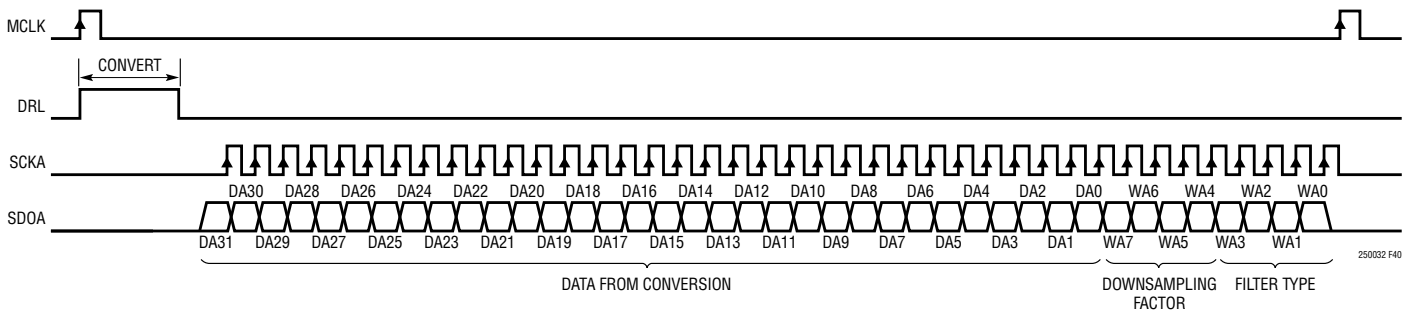 MCLK
CONVERT
DRL
SCKA
DA30 DA28 DA26 DA24 DA22 DA20 DA18 DA16 DA14 DA12 DA10 DA8 DA6 DA4 DA2 DA0 WA6 WA4 WA2 WA0
SDOA
DA31 DA29 DA27 DA25 DA23 DA21 DA19 DA17 DA15 DA13 DA11 DA9 DA7 DA5 DA3 DA1 WA7 WA5 WA3 WA1
250032 F40
DATA FROM CONVERSION
DOWNSAMPLING
FACTOR
FILTER TYPE